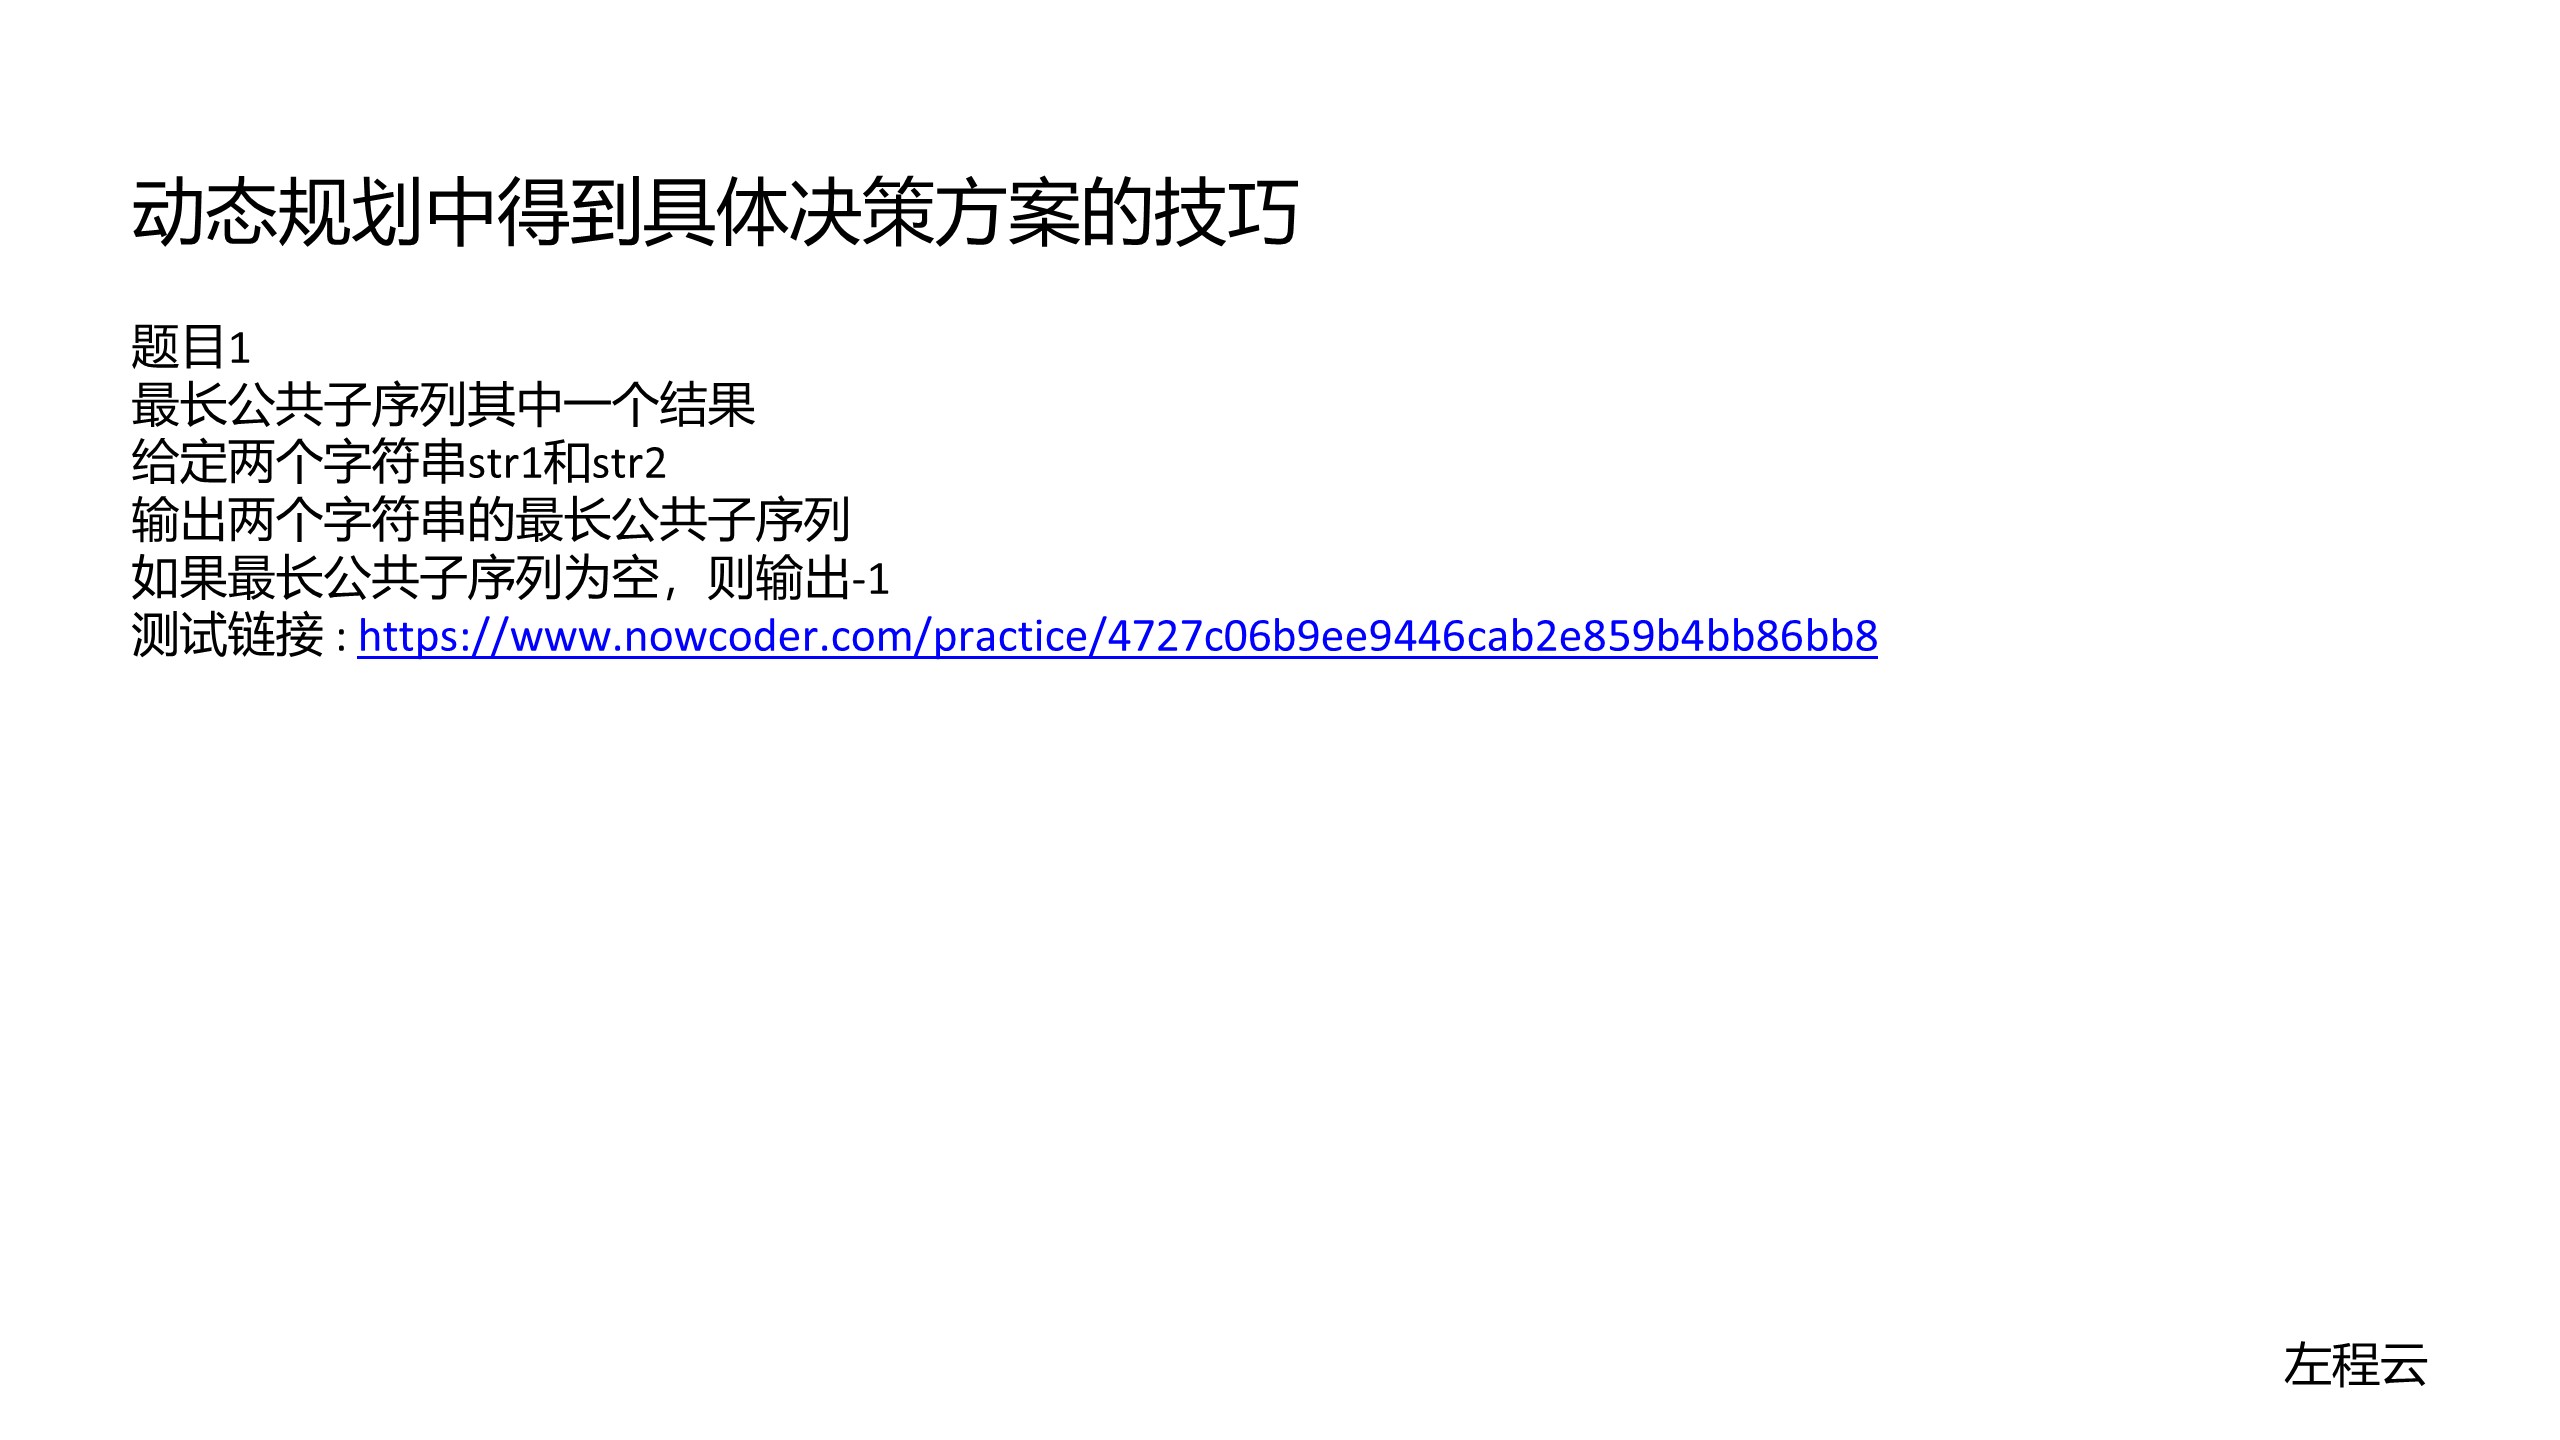 动态规划中得到具体决策方案的技巧
题目1
最长公共子序列其中一个结果
给定两个字符串str1和str2
输出两个字符串的最长公共子序列
如果最长公共子序列为空，则输出-1
测试链接 : https://www.nowcoder.com/practice/4727c06b9ee9446cab2e859b4bb86bb8
左程云